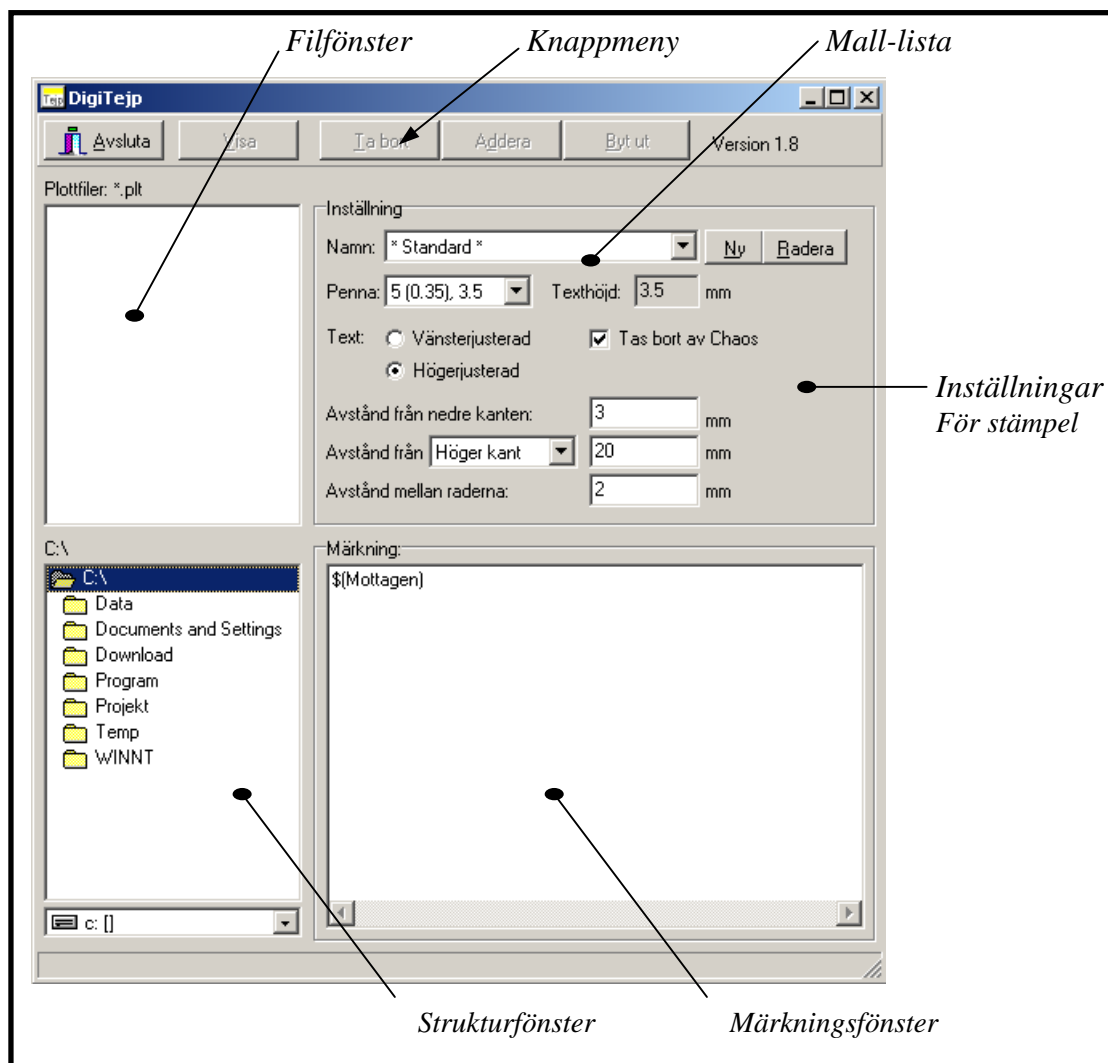 Filfönster Knappmeny Mall-lista
Tejp DigiTejp
Avsluta Visa Ta bort Addera Byt ut Version 1.8
Plottfiler: *.plt
Inställning
Namn: * Standard * Ny Radera
Penna: 5 (0.35), 3.5 Texthöjd: 3.5 mm
Text: Vänsterjusterad Tas bort av Chaos
Högerjusterad
Inställningar
För stämpel
Avstånd från nedre kanten: 3 mm
Avstånd från Höger kant 20 mm
Avstånd mellan raderna: 2 mm
C:\
Märkning:
C:\
$(Mottagen)
Data
Documents and Settings
Download
Program
Projekt
Temp
WINNT
c: []
Strukturfönster Märkningsfönster